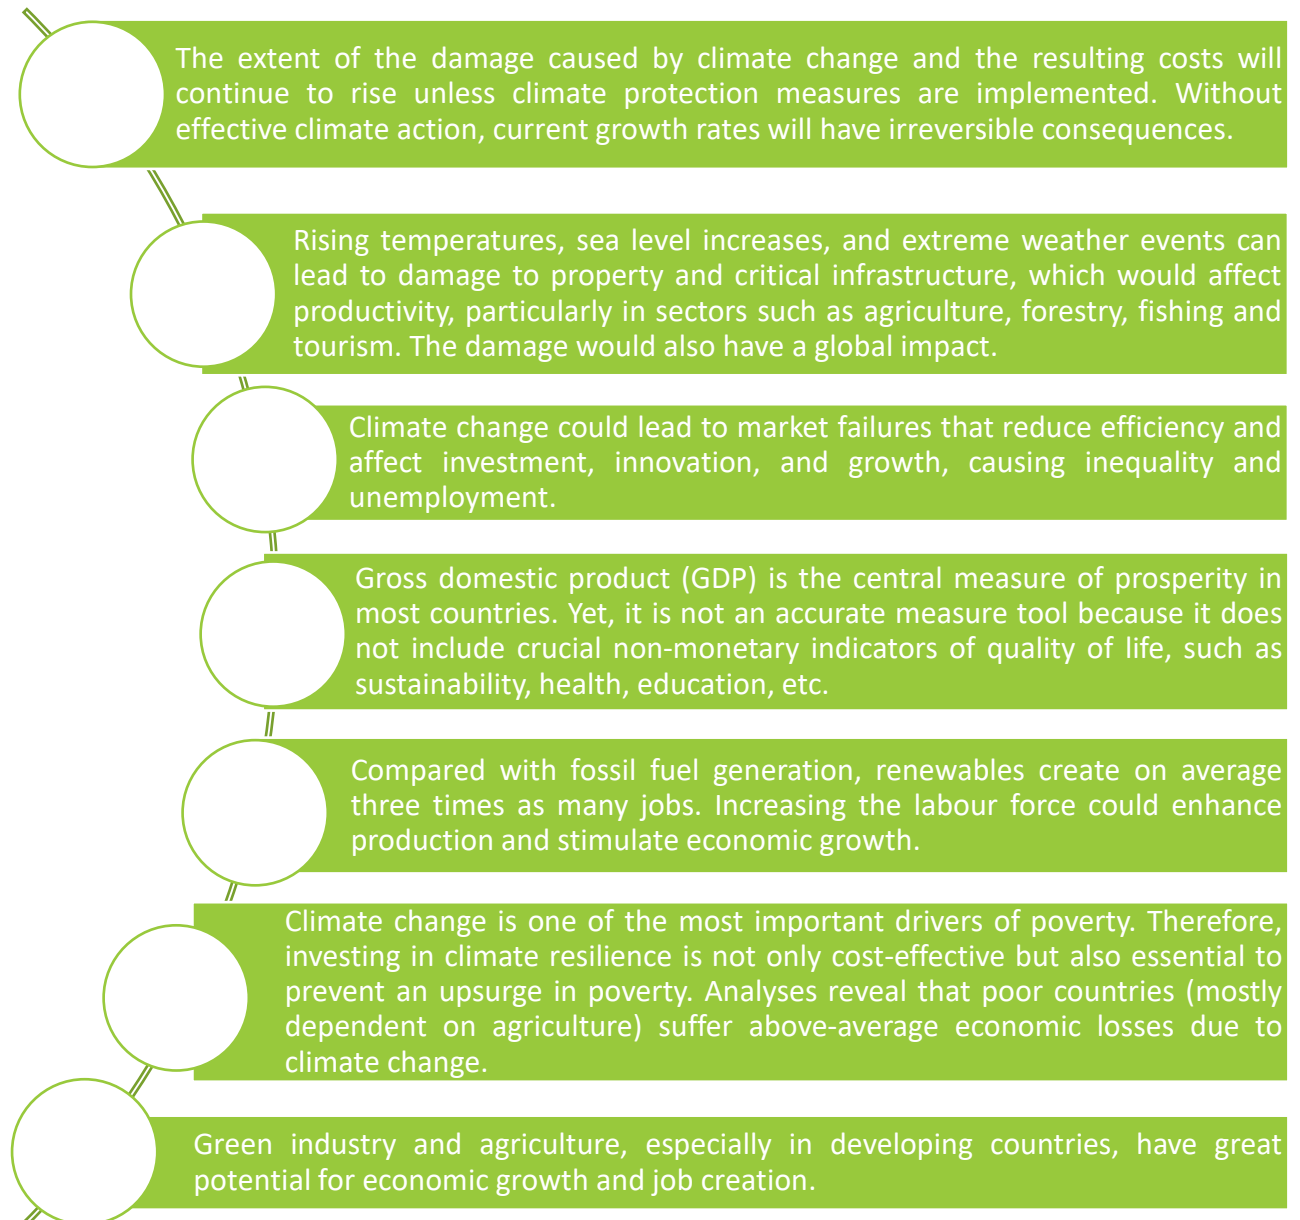 The extent of the damage caused by climate change and the resulting costs will
continue to rise unless climate protection measures are implemented. Without
effective climate action, current growth rates will have irreversible consequences.
Rising temperatures, sea level increases, and extreme weather events can
lead to damage to property and critical infrastructure, which would affect
productivity, particularly in sectors such as agriculture, forestry, fishing and
tourism. The damage would also have a global impact.
Climate change could lead to market failures that reduce efficiency and
affect investment, innovation, and growth, causing inequality and
unemployment.
Gross domestic product (GDP) is the central measure of prosperity in
most countries. Yet, it is not an accurate measure tool because it does
not include crucial non-monetary indicators of quality of life, such as
sustainability, health, education, etc.
Compared with fossil fuel generation, renewables create on average
three times as many jobs. Increasing the labour force could enhance
production and stimulate economic growth.
Climate change is one of the most important drivers of poverty. Therefore,
investing in climate resilience is not only cost-effective but also essential to
prevent an upsurge in poverty. Analyses reveal that poor countries (mostly
dependent on agriculture) suffer above-average economic losses due to
climate change.
Green industry and agriculture, especially in developing countries, have great
potential for economic growth and job creation.